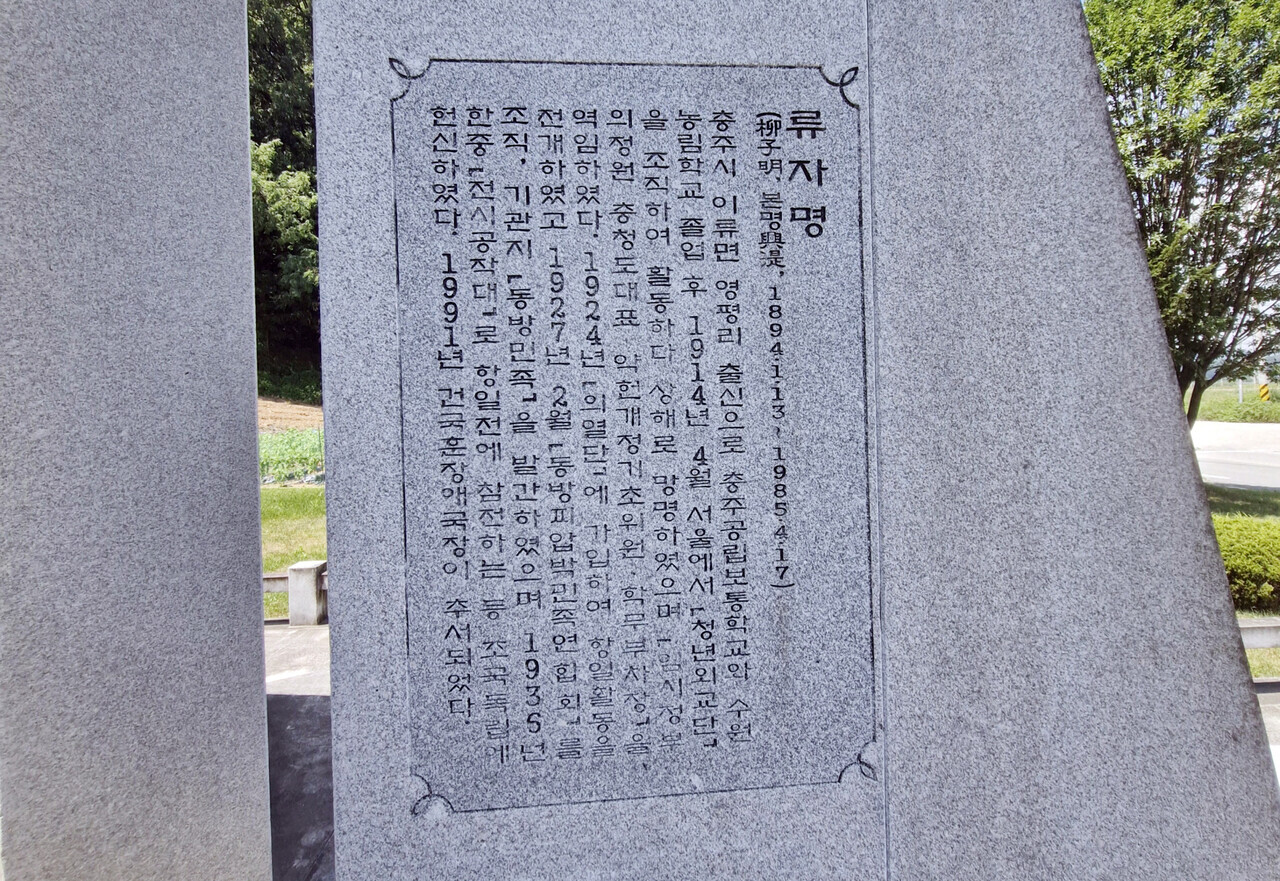 류자명
(柳子明, 본명興湜, 1894.1.13~1985.4.17)
충주시 이류면 영평리 출신으로 충주공립보통학교와 수원
농림학교 졸업 후 1914년 4월 서울에서 「청년외교단」
을 조직하여 활동하다 상해로 망명하였으며 「임시정부
의정원 충청도대표 약헌개정기초위원, 학무부차장」을,
역임하였다. 1924년 「의열단」에 가입하여 항일활동을
전개하였고 1927년 2월 「동방피압박민족연합회」를
조직, 기관지 「동방민족」을 발간하였으며 1936년
한중 「전시공작대」로 항일전에 참전하는 등 조국독립에
헌신하였다. 1991년 건국훈장애국장이 추서되었다